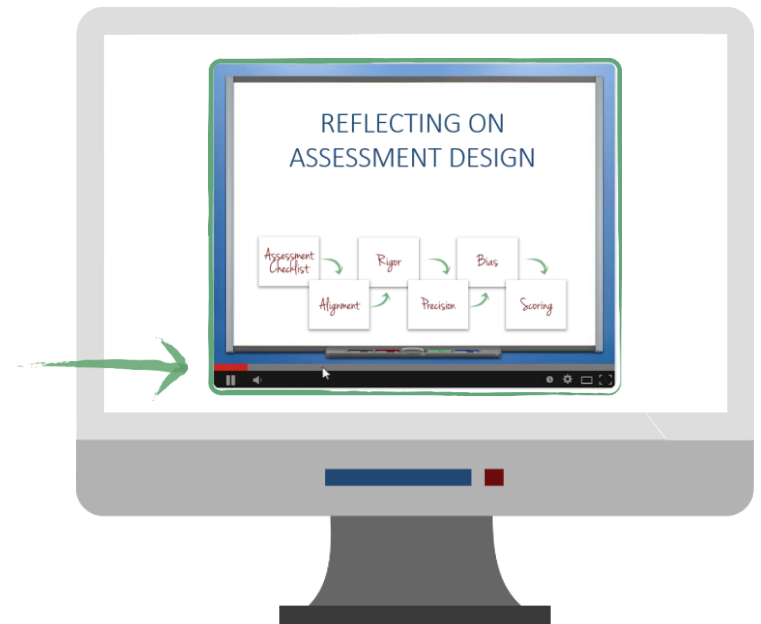 REFLECTING ON
ASSESSMENT DESIGN
Assessment
Checklist
Alignment
Rigor
Precision
Bias
Scoring